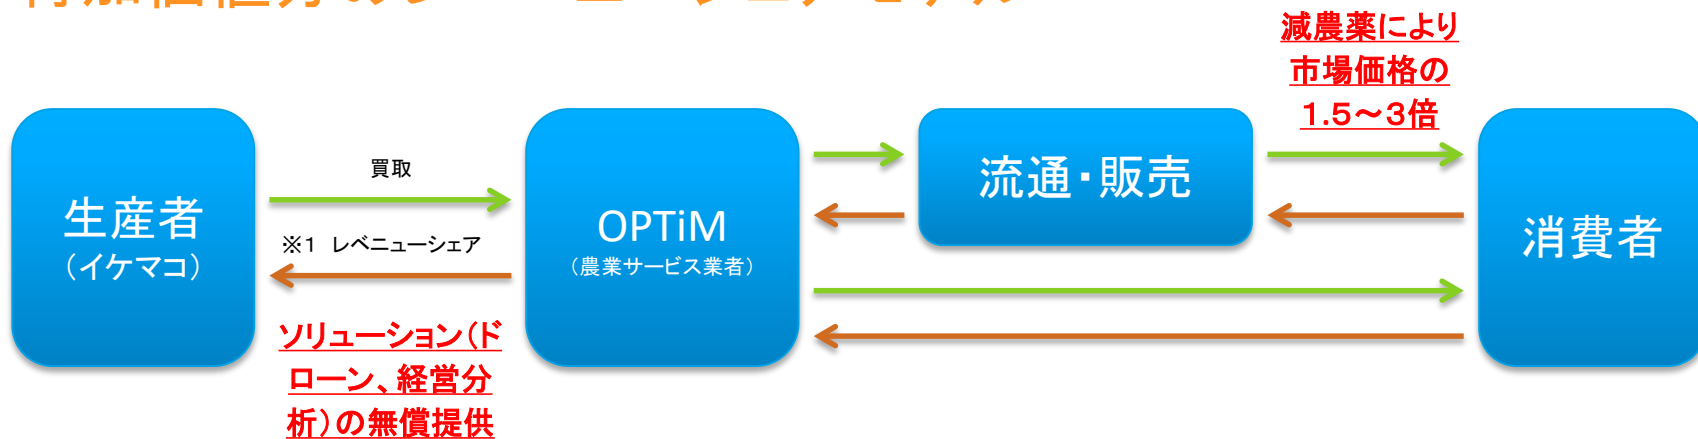 減農薬により
市場価格の
1.5～3倍
生産者
（イケマコ）
買取
※1 レベニューシェア
ソリューション（ド
ローン、経営分
析）の無償提供
OPTiM
（農業サービス業者）
流通・販売
消費者